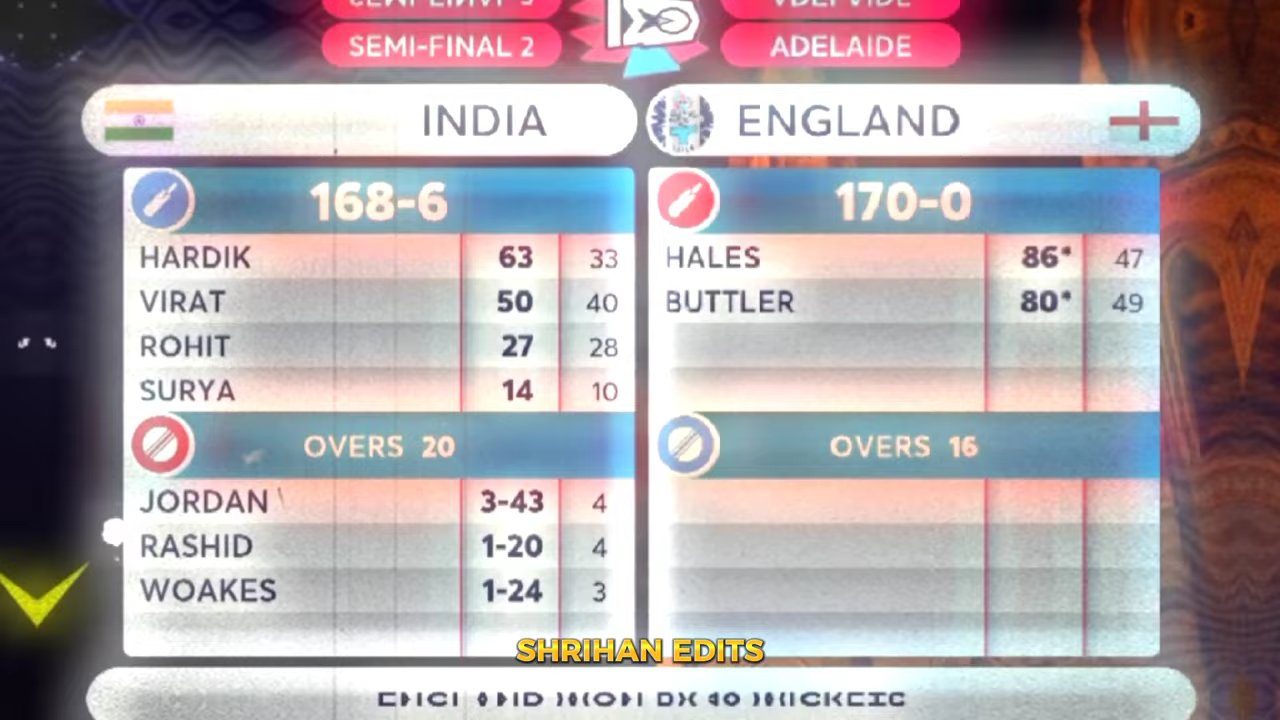 SEMI-FINAL 2
ADELAIDE
INDIA
ENGLAND
168-6
170-0
HARDIK 63 33
VIRAT 50 40
ROHIT 27 28
SURYA 14 10
HALES 86* 47
BUTTLER 80* 49
OVERS 20
OVERS 16
JORDAN 3-43 4
RASHID 1-20 4
WOAKES 1-24 3
SHRIHAN EDITS